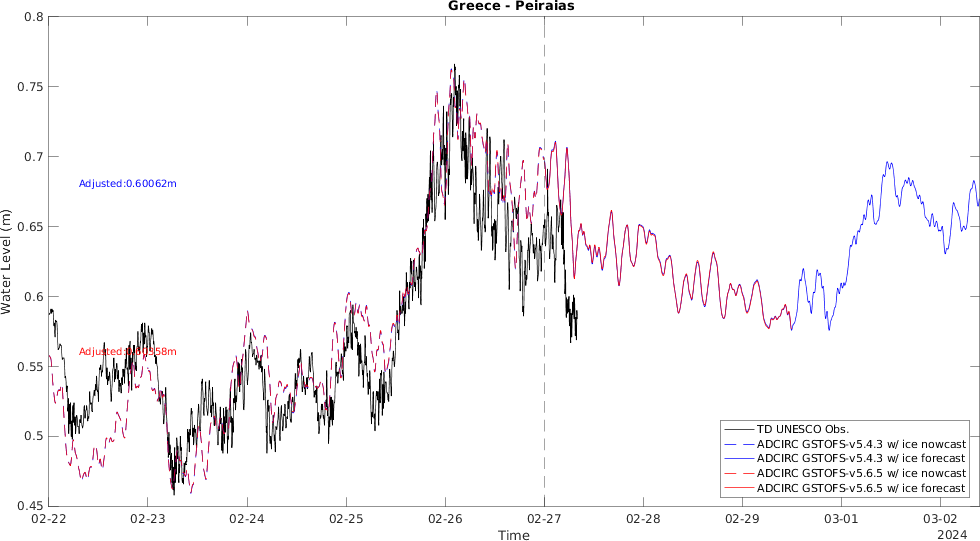 Greece - Peiraias
0.8
0.75
0.7
0.65
0.6
0.55
0.5
0.45
Water Level (m)
Adjusted:0.60062m
TD UNESCO Obs.
ADCIRC GSTOFS-v5.4.3 w/ ice nowcast
ADCIRC GSTOFS-v5.4.3 w/ ice forecast
ADCIRC GSTOFS-v5.6.5 w/ ice nowcast
ADCIRC GSTOFS-v5.6.5 w/ ice forecast
02-22 02-23 02-24 02-25 02-26 02-27 02-28 02-29 03-01 03-02
Time
2024